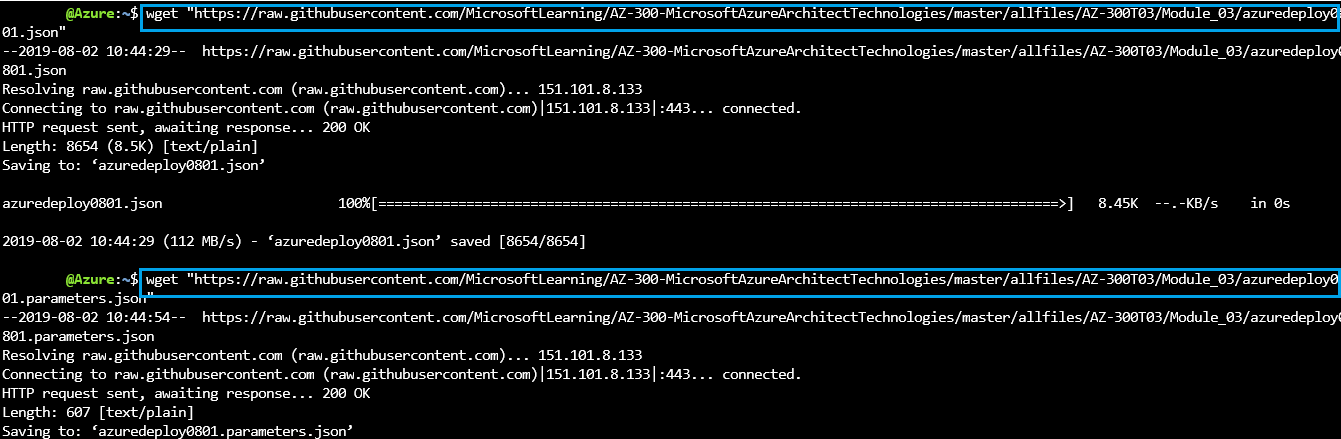 @Azure:~$ wget "https://raw.githubusercontent.com/MicrosoftLearning/AZ-300-MicrosoftAzureArchitectTechnologies/master/allfiles/AZ-300T03/Module_03/azuredeploy08
01.json"
--2019-08-02 10:44:29-- https://raw.githubusercontent.com/MicrosoftLearning/AZ-300-MicrosoftAzureArchitectTechnologies/master/allfiles/AZ-300T03/Module_03/azuredeploy0
801.json
Resolving raw.githubusercontent.com (raw.githubusercontent.com)... 151.101.8.133
Connecting to raw.githubusercontent.com (raw.githubusercontent.com)|151.101.8.133|:443... connected.
HTTP request sent, awaiting response... 200 OK
Length: 8654 (8.5K) [text/plain]
Saving to: ‘azuredeploy0801.json’
azuredeploy0801.json 100%[=====================================================================================>] 8.45K --.-KB/s in 0s
2019-08-02 10:44:29 (112 MB/s) - ‘azuredeploy0801.json’ saved [8654/8654]
@Azure:~$ wget "https://raw.githubusercontent.com/MicrosoftLearning/AZ-300-MicrosoftAzureArchitectTechnologies/master/allfiles/AZ-300T03/Module_03/azuredeploy08
01.parameters.json"
--2019-08-02 10:44:54-- https://raw.githubusercontent.com/MicrosoftLearning/AZ-300-MicrosoftAzureArchitectTechnologies/master/allfiles/AZ-300T03/Module_03/azuredeploy0
801.parameters.json
Resolving raw.githubusercontent.com (raw.githubusercontent.com)... 151.101.8.133
Connecting to raw.githubusercontent.com (raw.githubusercontent.com)|151.101.8.133|:443... connected.
HTTP request sent, awaiting response... 200 OK
Length: 607 [text/plain]
Saving to: ‘azuredeploy0801.parameters.json’